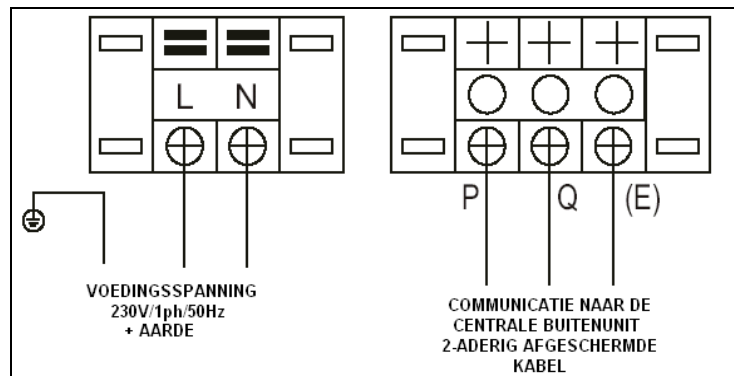 L N
P Q (E)
VOEDINGSSPANNING
230V/1ph/50Hz
+ AARDE
COMMUNICATIE NAAR DE
CENTRALE BUITENUNIT
2-ADERIG AFGESCHERMDE
KABEL